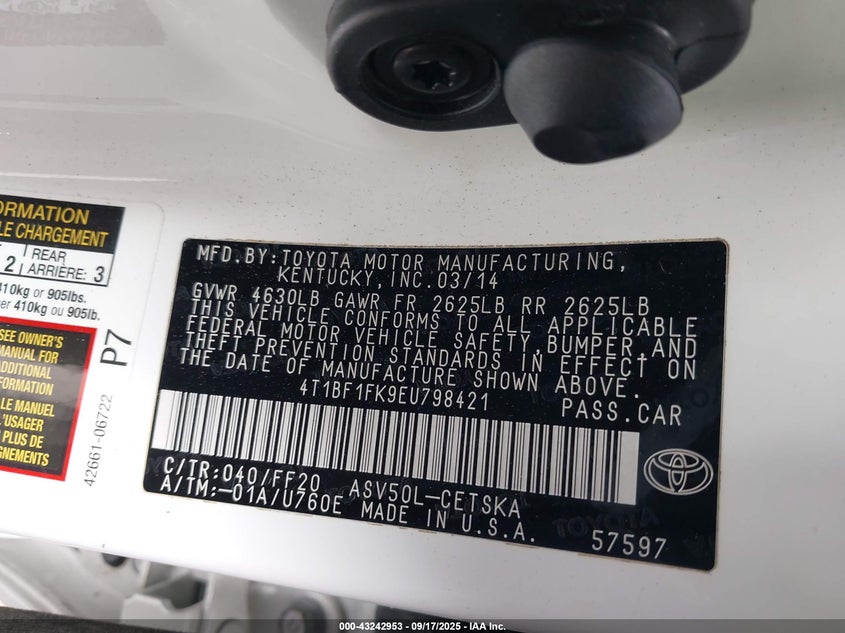 ORMATION
LE CHARGEMENT
2
REAR
ARRIÈRE: 3
410kg or 905lbs.
er 410kg ou 905lb.
SEE OWNER'S
MANUAL FOR
ADDITIONAL
FORMATION
LE MANUEL
L'USAGER
PLUS DE
GNEMENTS
P7
42661-06722
MFD.BY:TOYOTA MOTOR MANUFACTURING,
KENTUCKY,INC.03/14
GVWR 4630LB GAWR FR 2625LB RR 2625LB
THIS VEHICLE CONFORMS TO ALL APPLICABLE
FEDERAL MOTOR VEHICLE SAFETY,BUMPER,AND
THEFT PREVENTION STANDARDS IN EFFECT ON
THE DATE OF MANUFACTURE SHOWN ABOVE.
4T1BF1FK9EU798421 PASS.CAR
C/TR:040/FF20 ASV50L-CETSKA
A/TM:-01A/U760E MADE IN U.S.A.
TOYOTA
57597
000-43242953 - 09/17/2025 - IAA Inc.